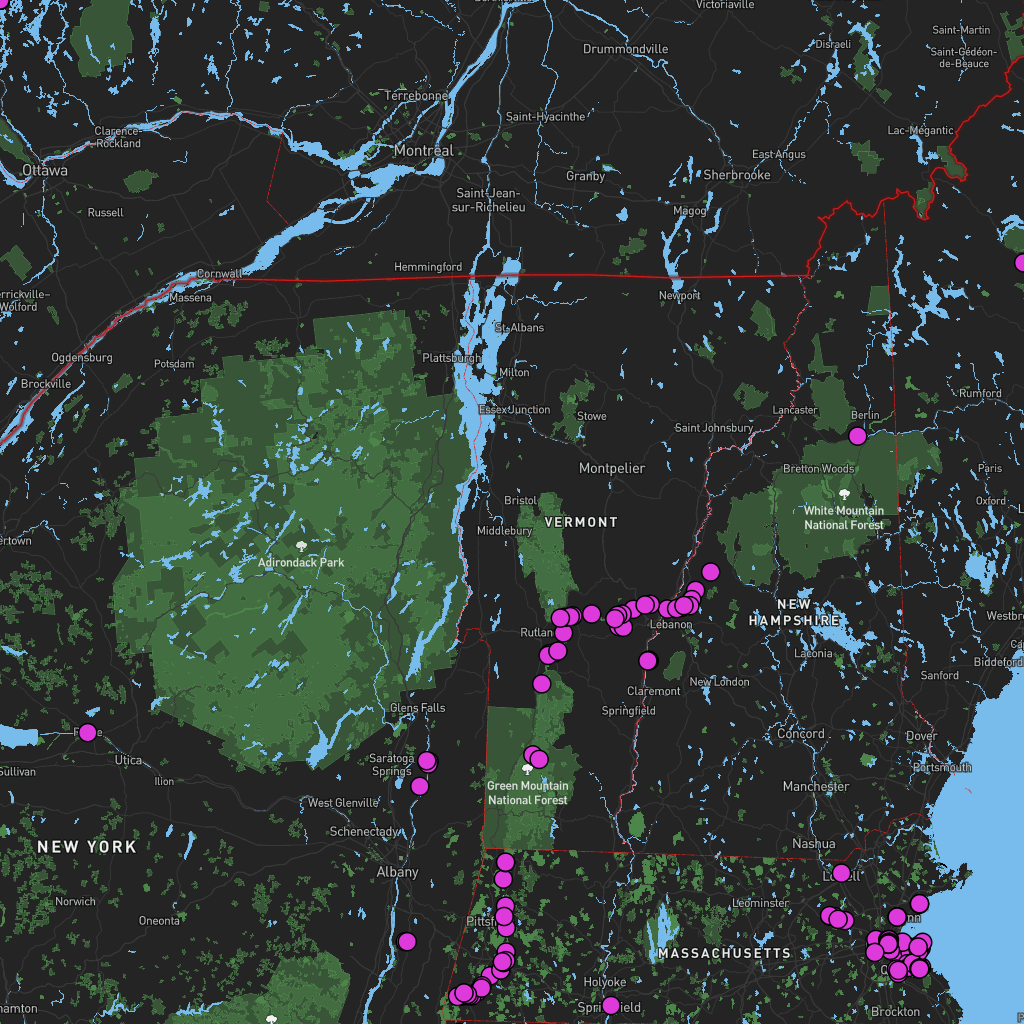 Victoriaville
Saint-Martin
Drummondville
Disraeli
Saint-Gédéon-
de-Beauce
Terrebonne
Saint-Hyacinthe
Clarence-
Rockland
Lac-Mégantic
Montreal
East Angus
Ottawa
Granby
Sherbrooke
Saint-Jean-
sur-Richelieu
Russell
Magog
Hemmingford
Cornwall
Massena
Newport
Wolford
St Albans
Plattsburgh
Ogdensburg
Potsdam
Milton
Brockville
Rumford
Essex Junction
Stowe
Lancaster
Berlin
Saint Johnsbury
Montpelier
Bretton Woods
Paris
Bristol
Oxford
White Mountain
National Forest
VERMONT
Middlebury
Adirondack Park
NEW
HAMPSHIRE
Lebanon
Rutlan
Laconia
Sanford
New London
Claremont
Springfield
Glens Falls
Concord
Dover
Utica
Saratoga
Springs
Portsmouth
Sullivan
Ilion
Green Mountain
National Forest
Manchester
West Glenville
Schenectady
NEW YORK
Nashua
Albany
Norwich
Leominster
Oneonta
MASSACHUSETTS
Holyoke
Brockton